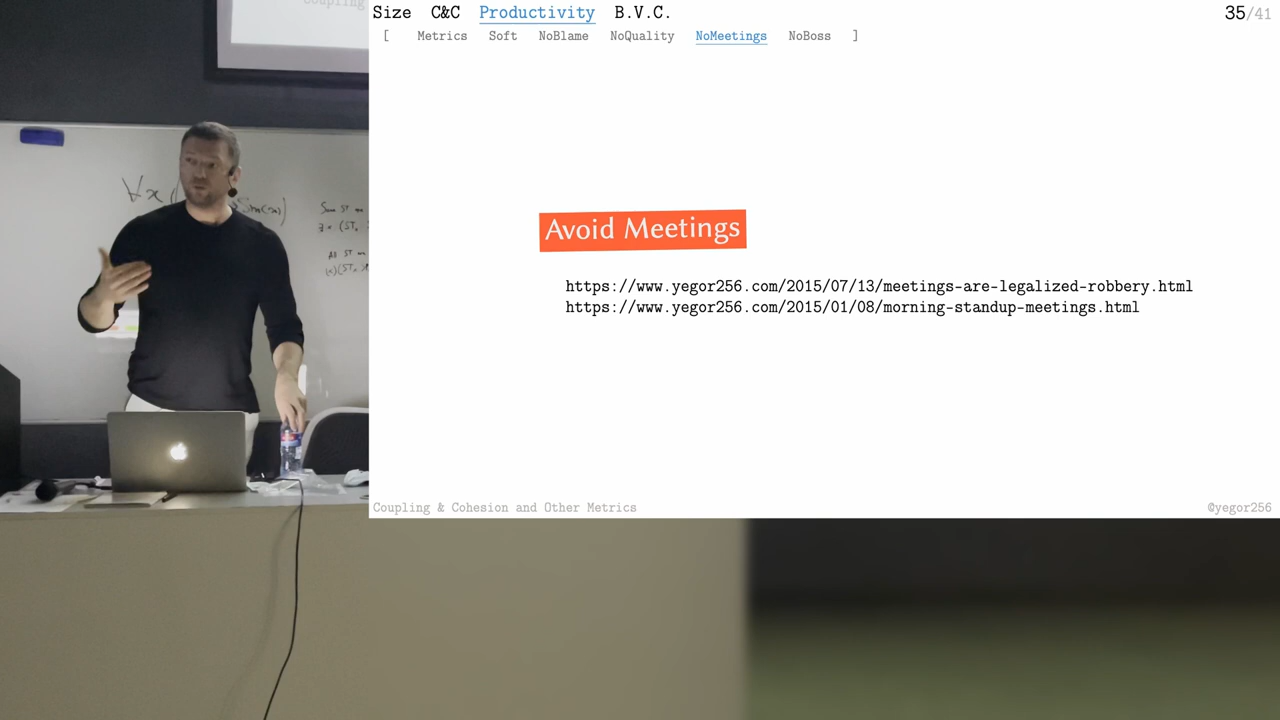 Coupling
Size C&C Productivity B.V.C.
35/41
[ Metrics Soft NoBlame NoQuality NoMeetings NoBoss ]
∀x
Avoid Meetings
https://www.yegor256.com/2015/07/13/meetings-are-legalized-robbery.html
https://www.yegor256.com/2015/01/08/morning-standup-meetings.html
Coupling & Cohesion and Other Metrics
@yegor256